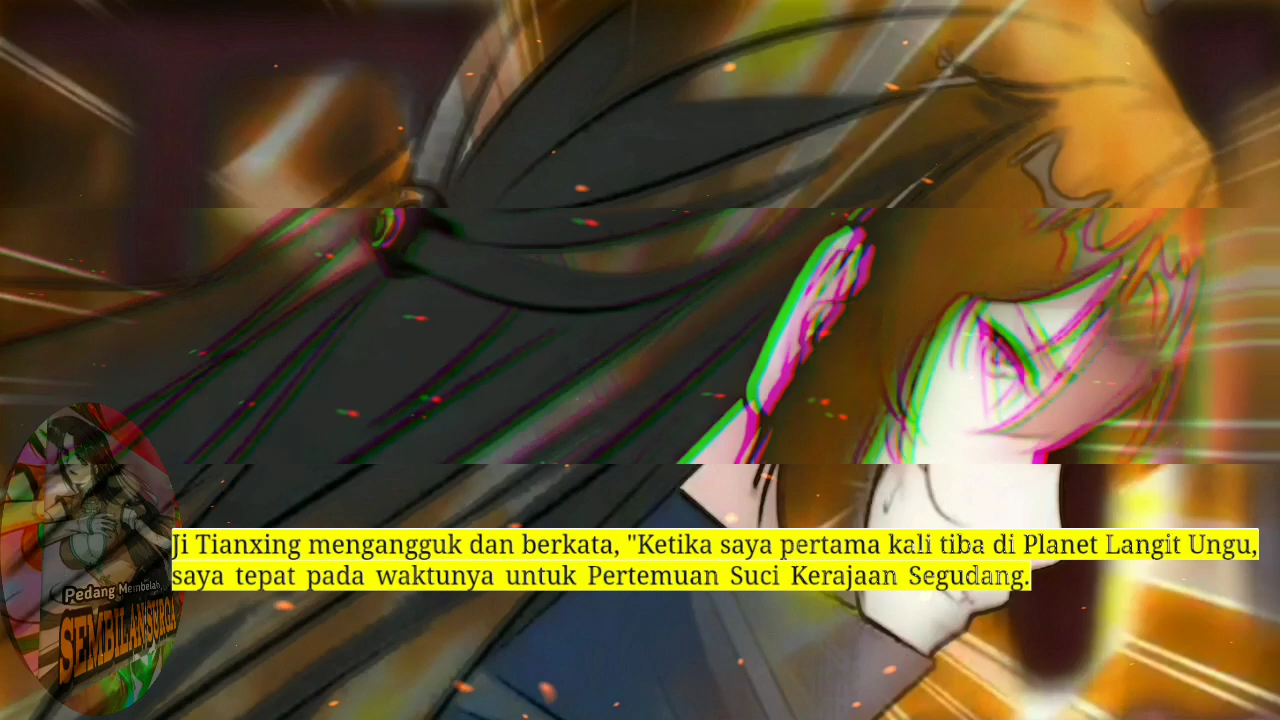 Ji Tianxing mengangguk dan berkata, "Ketika saya pertama kali tiba di Planet Langit Ungu,
saya tepat pada waktunya untuk Pertemuan Suci Kerajaan Segudang.
Pedang Membelah
SEMBILAN SURGA